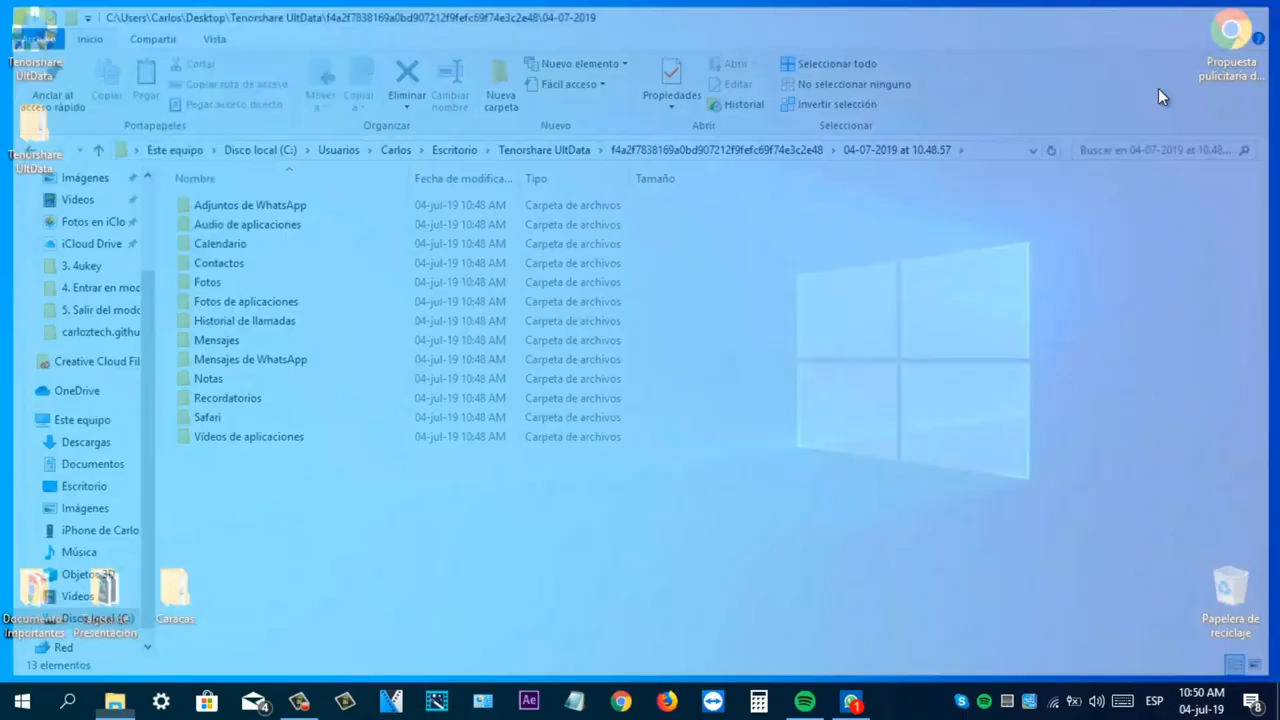 C:\Users\Carlos\Desktop\Tenorshare UltData\f4a2f7838169a0bd907212f9fefc69f74e3c2e48\04-07-2019
Archivo Inicio Compartir Vista
Tenorshare UltData
Propuesta pulicitaria d...
Anclar al acceso rápido
Copiar
Pegar
Cortar
Copiar ruta de acceso
Pegar acceso directo
Portapapeles
Mover a
Copiar a
Eliminar
Cambiar nombre
Organizar
Nueva carpeta
Nuevo elemento
Fácil acceso
Nuevo
Propiedades
Abrir
Editar
Historial
Abrir
Seleccionar todo
No seleccionar ninguno
Invertir selección
Seleccionar
Este equipo Disco local (C:) Usuarios Carlos Escritorio Tenorshare UltData f4a2f7838169a0bd907212f9fefc69f74e3c2e48 04-07-2019 at 10.48.57
Buscar en 04-07-2019 at 10.48....
Tenorshare UltData
Imágenes
Videos
Fotos en iClo
iCloud Drive
3. 4ukey
4. Entrar en mod
5. Salir del modo
carloztech.githu
Creative Cloud Fil
OneDrive
Este equipo
Descargas
Documentos
Escritorio
Imágenes
iPhone de Carlo
Música
Objetos 3D
Videos
Disco local (C:)
Red
Nombre Fecha de modifica... Tipo Tamaño
Adjuntos de WhatsApp 04-jul-19 10:48 AM Carpeta de archivos
Audio de aplicaciones 04-jul-19 10:48 AM Carpeta de archivos
Calendario 04-jul-19 10:48 AM Carpeta de archivos
Contactos 04-jul-19 10:48 AM Carpeta de archivos
Fotos 04-jul-19 10:48 AM Carpeta de archivos
Fotos de aplicaciones 04-jul-19 10:48 AM Carpeta de archivos
Historial de llamadas 04-jul-19 10:48 AM Carpeta de archivos
Mensajes 04-jul-19 10:48 AM Carpeta de archivos
Mensajes de WhatsApp 04-jul-19 10:48 AM Carpeta de archivos
Notas 04-jul-19 10:48 AM Carpeta de archivos
Recordatorios 04-jul-19 10:48 AM Carpeta de archivos
Safari 04-jul-19 10:48 AM Carpeta de archivos
Vídeos de aplicaciones 04-jul-19 10:48 AM Carpeta de archivos
Documentos Importantes
Presentacion
Caracas
Papelera de reciclaje
13 elementos
4
Ae
1
ESP
10:50 AM
04-jul-19
8